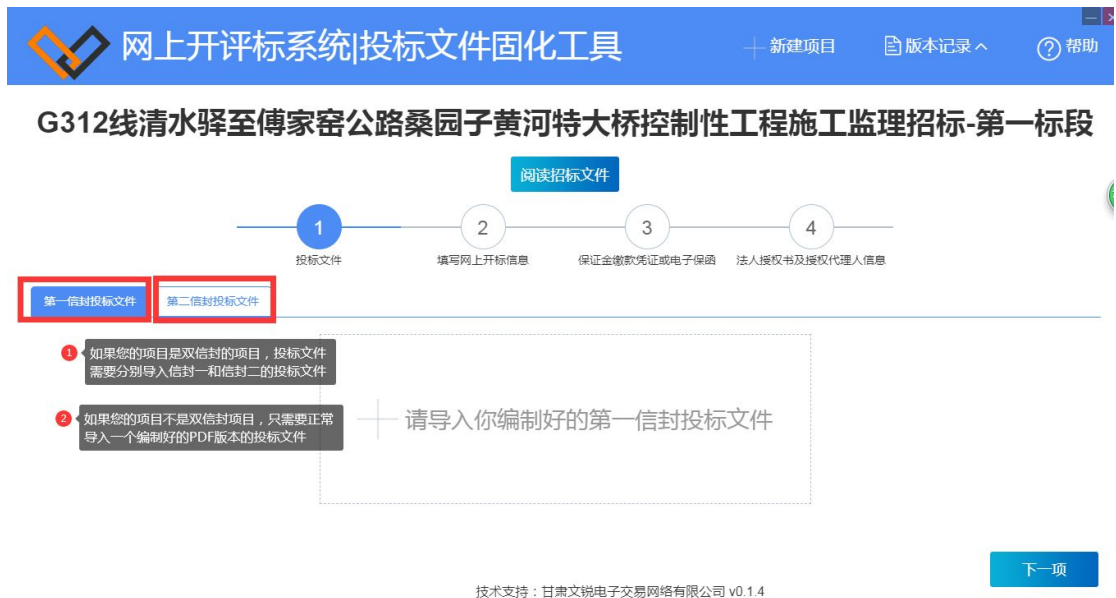 网上开评标系统|投标文件固化工具
新建项目
版本记录
帮助
G312线清水驿至傅家窑公路桑园子黄河特大桥控制性工程施工监理招标-第一标段
阅读招标文件
1
2
3
4
投标文件
填写网上开标信息
保证金缴款凭证或电子保函
法人授权书及授权代理人信息
第一信封投标文件
第二信封投标文件
1
如果您的项目是双信封的项目，投标文件
需要分别导入信封一和信封二的投标文件
2
如果您的项目不是双信封项目，只需要正常
导入一个编制好的PDF版本的投标文件
请导入你编制好的第一信封投标文件
下一项
技术支持：甘肃文锐电子交易网络有限公司 v0.1.4